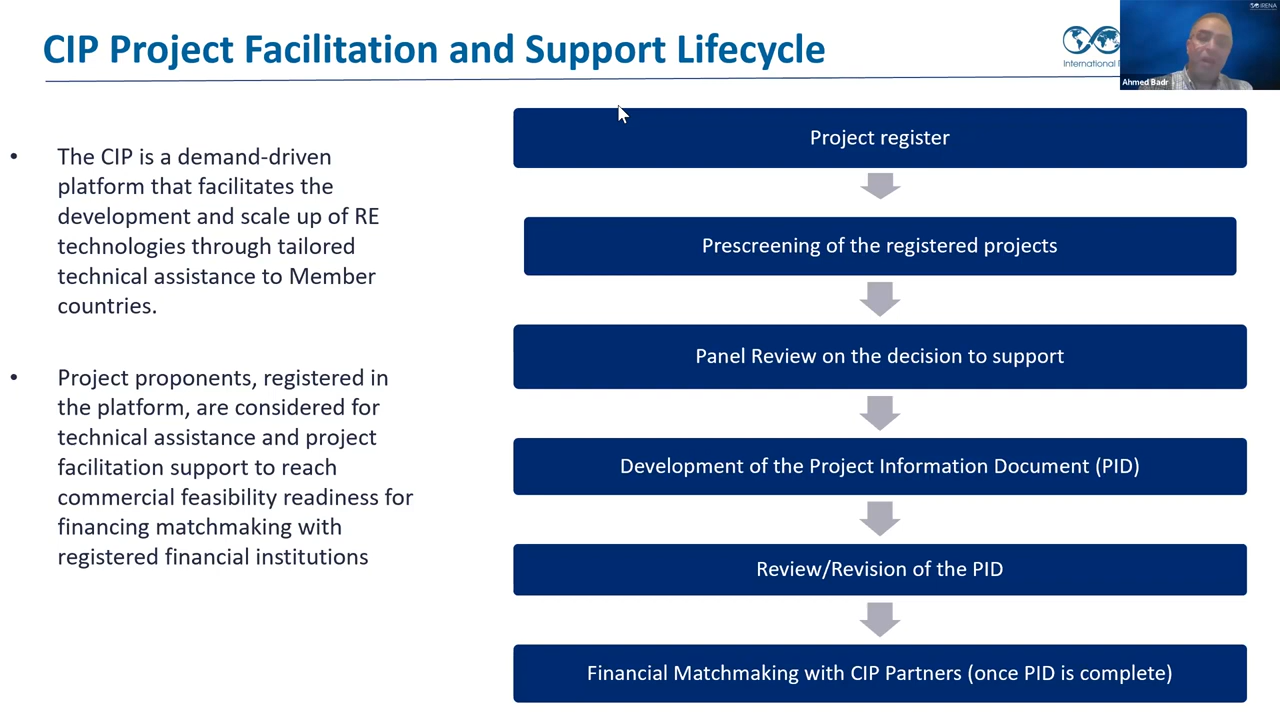 CIP Project Facilitation and Support Lifecycle
International
IRENA
Ahmed Badr
• The CIP is a demand-driven
platform that facilitates the
development and scale up of RE
technologies through tailored
technical assistance to Member
countries.
• Project proponents, registered in
the platform, are considered for
technical assistance and project
facilitation support to reach
commercial feasibility readiness for
financing matchmaking with
registered financial institutions
Project register
Prescreening of the registered projects
Panel Review on the decision to support
Development of the Project Information Document (PID)
Review/Revision of the PID
Financial Matchmaking with CIP Partners (once PID is complete)